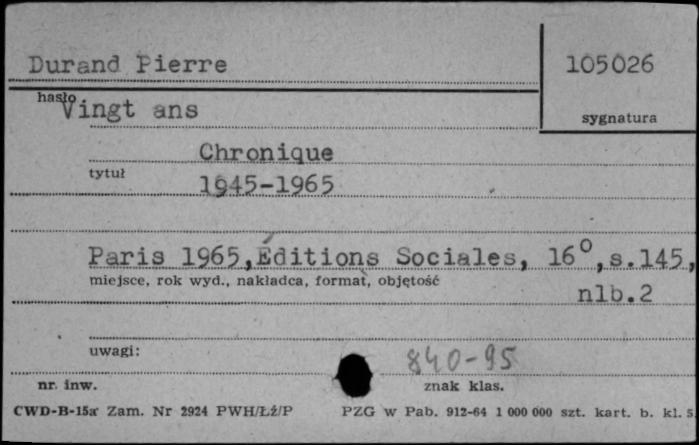 Durand Pierre 105026
hasło
Vingt ans sygnatura
Chronique
tytuł
1945-1965
Paris 1965, Éditions Sociales, 16°, s.145,
miejsce, rok wyd., nakładca, format, objętość
nlb.2
uwagi:
840-95
nr. inw. znak klas.
CWD-B-15a Zam. Nr 2924 PWH/Łź/P PZG w Pab. 912-64 1 000 000 szt. kart. b. kl. 5